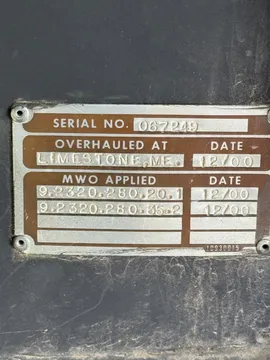 SERIAL NO. 067249
OVERHAULED AT DATE
LIMESTONE, ME. 12/00
MWO APPLIED DATE
9.2320.280.20.1 12/00
9.2320.280.35.2 12/00